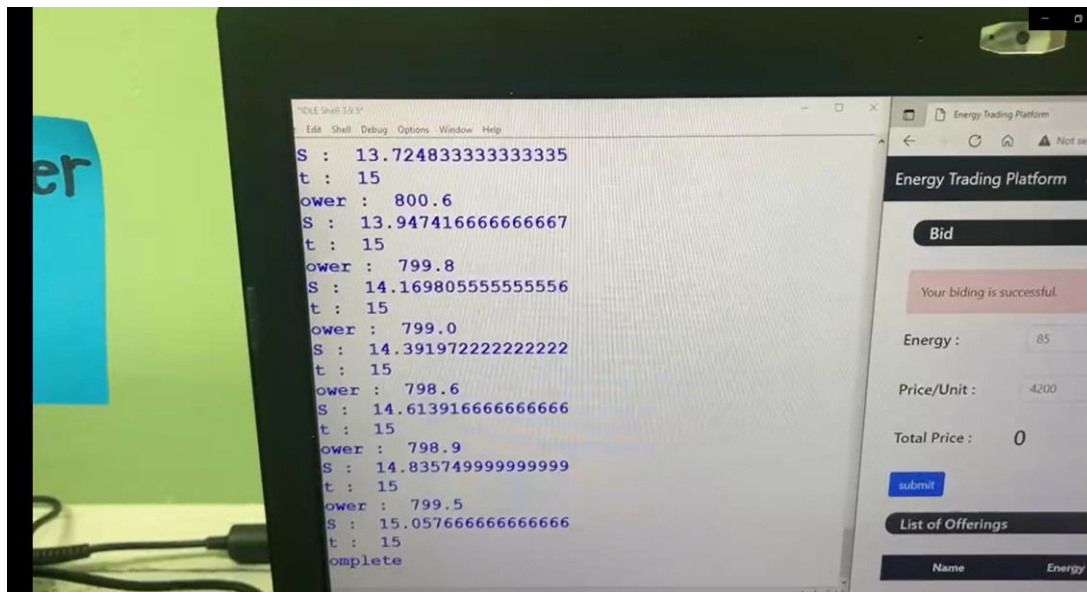 er
*IDLE Shell 3.9.5*
Edit Shell Debug Options Window Help
S : 13.724833333333335
t : 15
ower : 800.6
S : 13.947416666666667
t : 15
ower : 799.8
S : 14.169805555555556
t : 15
ower : 799.0
S : 14.391972222222222
t : 15
ower : 798.6
S : 14.613916666666666
t : 15
ower : 798.9
S : 14.835749999999999
t : 15
ower : 799.5
S : 15.057666666666666
t : 15
omplete
Energy Trading Platform
Not se
Energy Trading Platform
Bid
Your biding is successful.
Energy : 85
Price/Unit : 4200
Total Price : 0
submit
List of Offerings
Name Energy